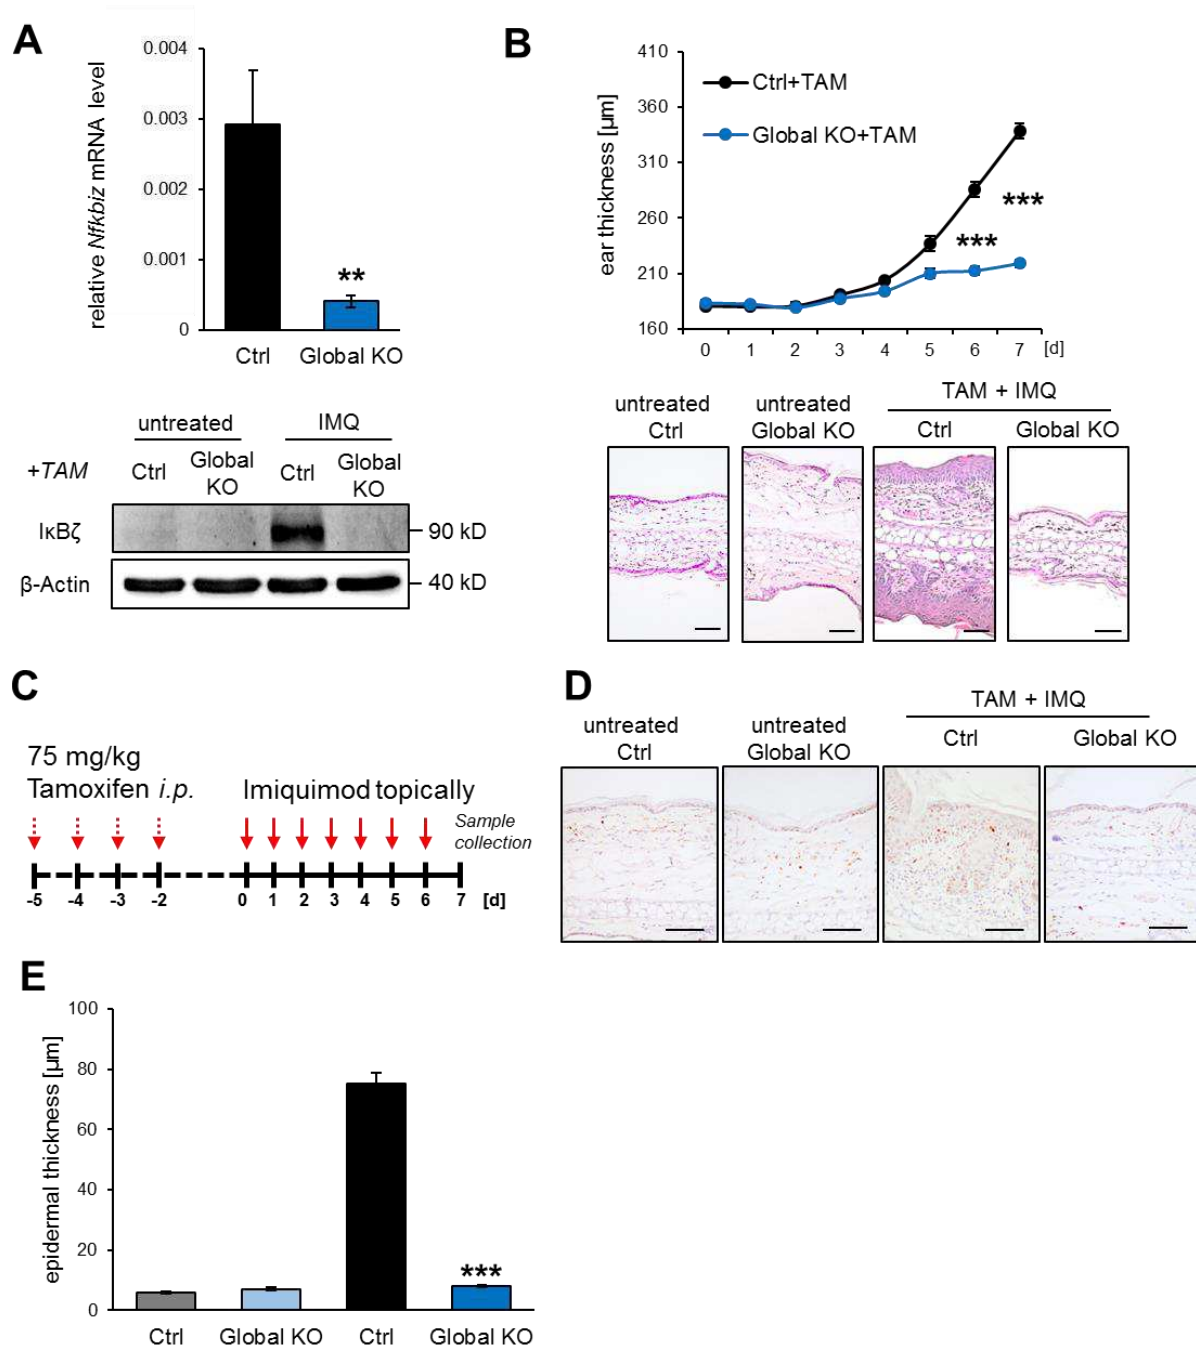 A
relative Nfkbiz mRNA level
0.004
0.003
0.002
0.001
0
**
Ctrl
Global KO
untreated
IMQ
+TAM
Ctrl
Global
KO
Ctrl
Global
KO
IκBζ
90 kD
β-Actin
40 kD
B
ear thickness [µm]
410
360
310
260
210
160
Ctrl+TAM
Global KO+TAM
***
***
0 1 2 3 4 5 6 7 [d]
untreated
Ctrl
untreated
Global KO
TAM + IMQ
Ctrl
Global KO
C
75 mg/kg
Tamoxifen i.p.
Imiquimod topically
Sample
collection
-5 -4 -3 -2 0 1 2 3 4 5 6 7 [d]
D
untreated
Ctrl
untreated
Global KO
TAM + IMQ
Ctrl
Global KO
E
epidermal thickness [µm]
100
80
60
40
20
0
***
Ctrl
Global KO
Ctrl
Global KO